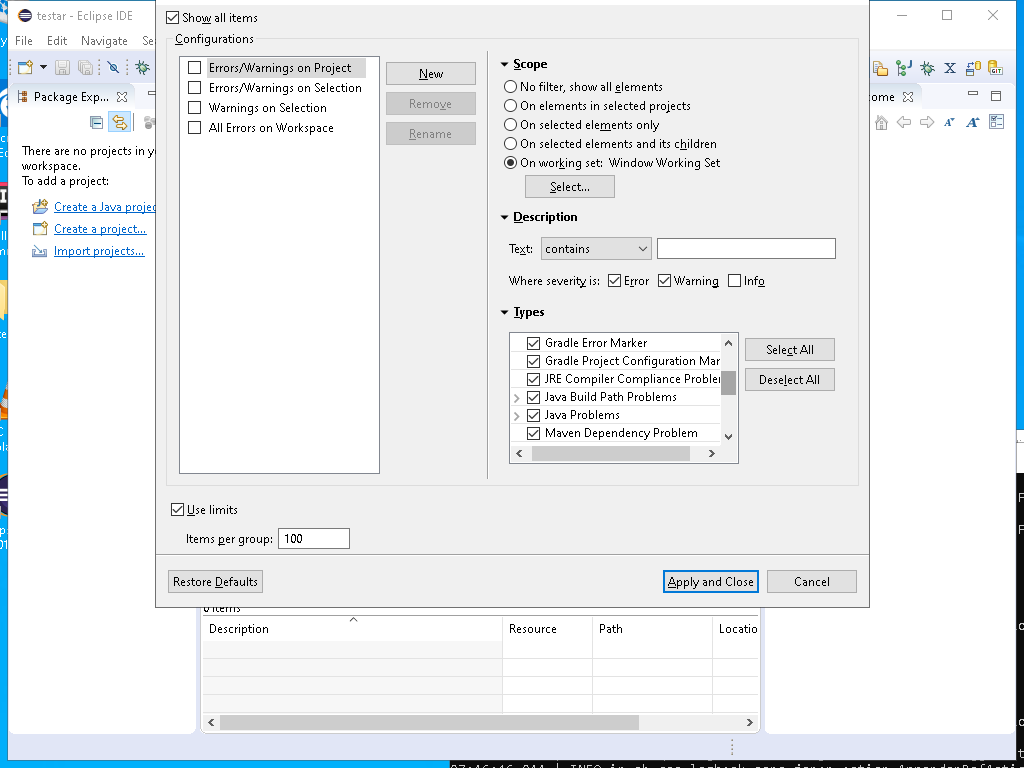 testar - Eclipse IDE
File Edit Navigate Se
Package Exp...
There are no projects in y
workspace.
To add a project:
Create a Java projec
Create a project...
Import projects...
Show all items
Configurations
Errors/Warnings on Project
Errors/Warnings on Selection
Warnings on Selection
All Errors on Workspace
New
Remove
Rename
Scope
No filter, show all elements
On elements in selected projects
On selected elements only
On selected elements and its children
On working set: Window Working Set
Select...
Description
Text: contains
Where severity is: Error Warning Info
Types
Gradle Error Marker
Gradle Project Configuration Mar
JRE Compiler Compliance Probler
Java Build Path Problems
Java Problems
Maven Dependency Problem
Select All
Deselect All
Use limits
Items per group: 100
Restore Defaults
Apply and Close
Cancel
ome
0 items
Description Resource Path Locatio